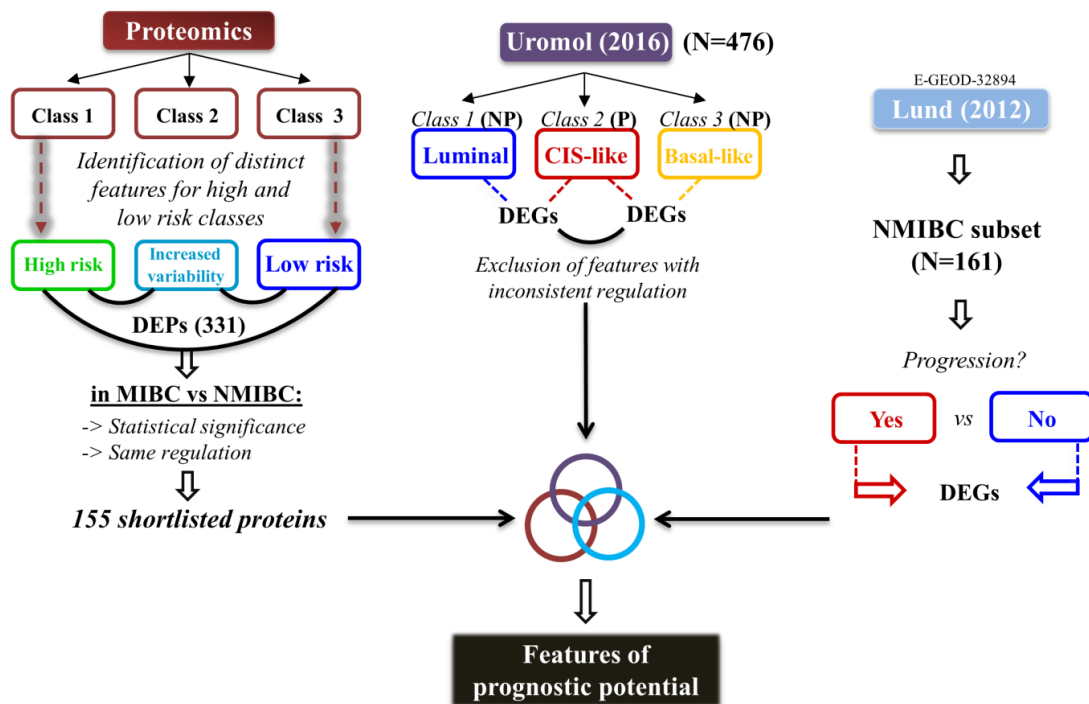 Proteomics
Class 1
Class 2
Class 3
Identification of distinct
features for high and
low risk classes
High risk
Increased
variability
Low risk
DEPs (331)
in MIBC vs NMIBC:
-> Statistical significance
-> Same regulation
155 shortlisted proteins
Uromol (2016) (N=476)
Class 1 (NP)
Class 2 (P)
Class 3 (NP)
Luminal
CIS-like
Basal-like
DEGs
DEGs
Exclusion of features with
inconsistent regulation
E-GEOD-32894
Lund (2012)
NMIBC subset
(N=161)
Progression?
Yes vs No
DEGs
Features of
prognostic potential